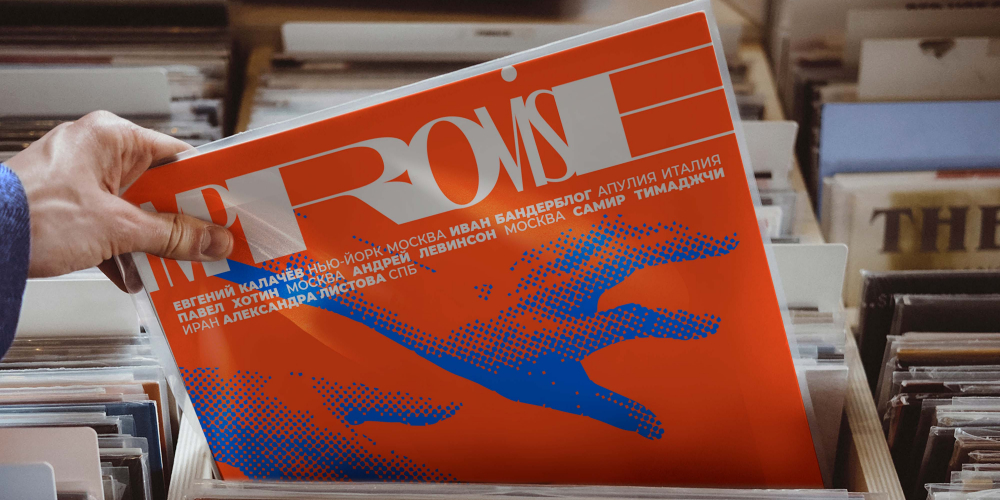 IMPROVISE
ЕВГЕНИЙ КАЛАЧЁВ НЬЮ-ЙОРК-МОСКВА ИВАН БАНДЕРБЛОГ АПУЛИЯ ИТАЛИЯ
ПАВЕЛ ХОТИН МОСКВА АНДРЕЙ ЛЕВИНСОН МОСКВА САМИР ТИМАДЖЧИ
ИРАН АЛЕКСАНДРА ЛИСТОВА СПБ
THE